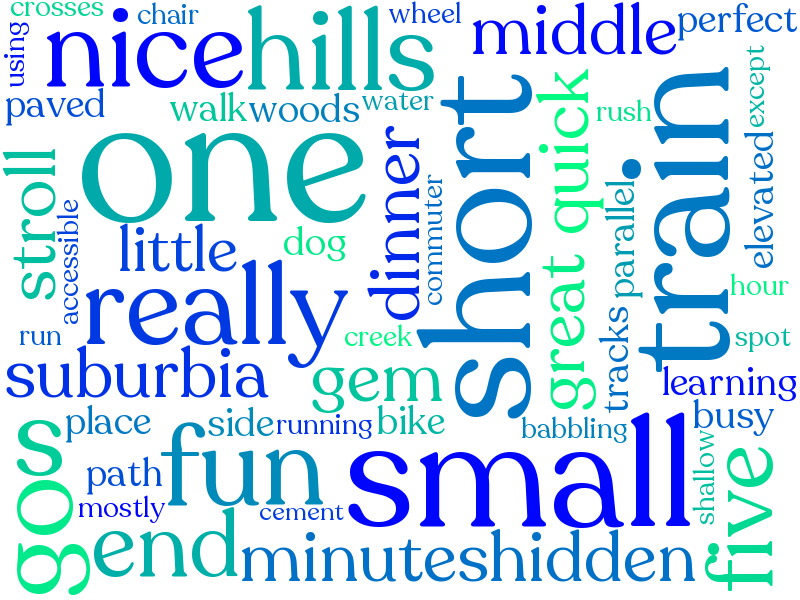 crosses
chair
wheel
perfect
using
nice
hills
middle
paved
walk
woods
water
short
quick
rush
train
except
one
dinner
stroll
accessible
little
dog
commuter
parallel
elevated
really
great
hour
run
creek
tracks
spot
suburbia
gem
learning
place
side
running
bike
babbling
busy
goes
path
fun
small
shallow
five
mostly
cement
end
minutes
hidden